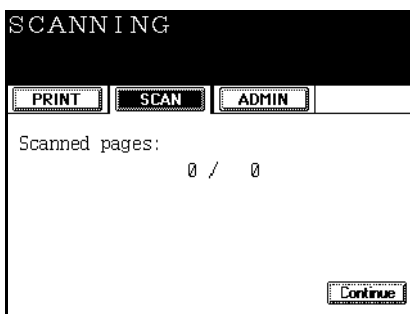 SCANNING
PRINT SCAN ADMIN
Scanned pages:
0 / 0
Continue